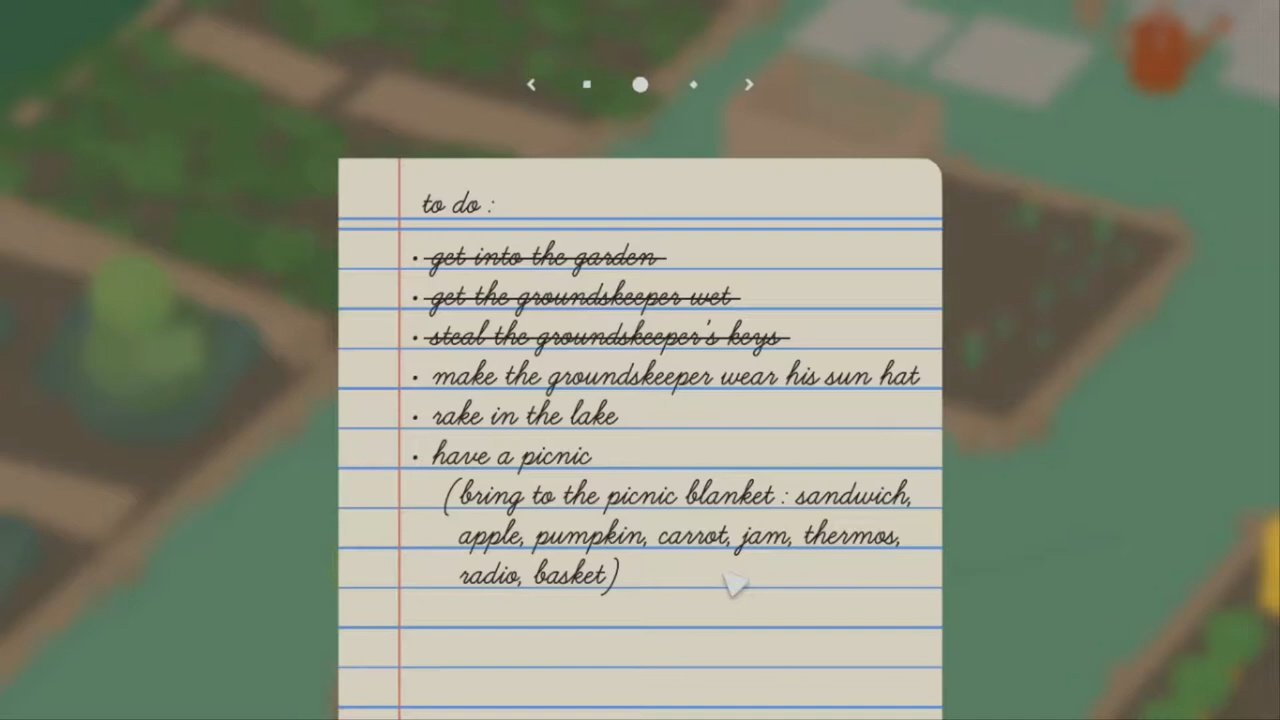 to do :
• get into the garden
• get the groundskeeper wet
• steal the groundskeeper's keys
• make the groundskeeper wear his sun hat
• rake in the lake
• have a picnic
(bring to the picnic blanket : sandwich,
apple, pumpkin, carrot, jam, thermos,
radio, basket)